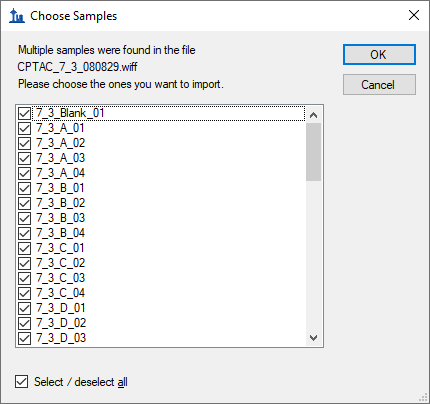 Choose Samples
Multiple samples were found in the file
CPTAC_7_3_080829.wiff
Please choose the ones you want to import.
OK
Cancel
7_3_Blank_01
7_3_A_01
7_3_A_02
7_3_A_03
7_3_A_04
7_3_B_01
7_3_B_02
7_3_B_03
7_3_B_04
7_3_C_01
7_3_C_02
7_3_C_03
7_3_C_04
7_3_D_01
7_3_D_02
7_3_D_03
Select / deselect all